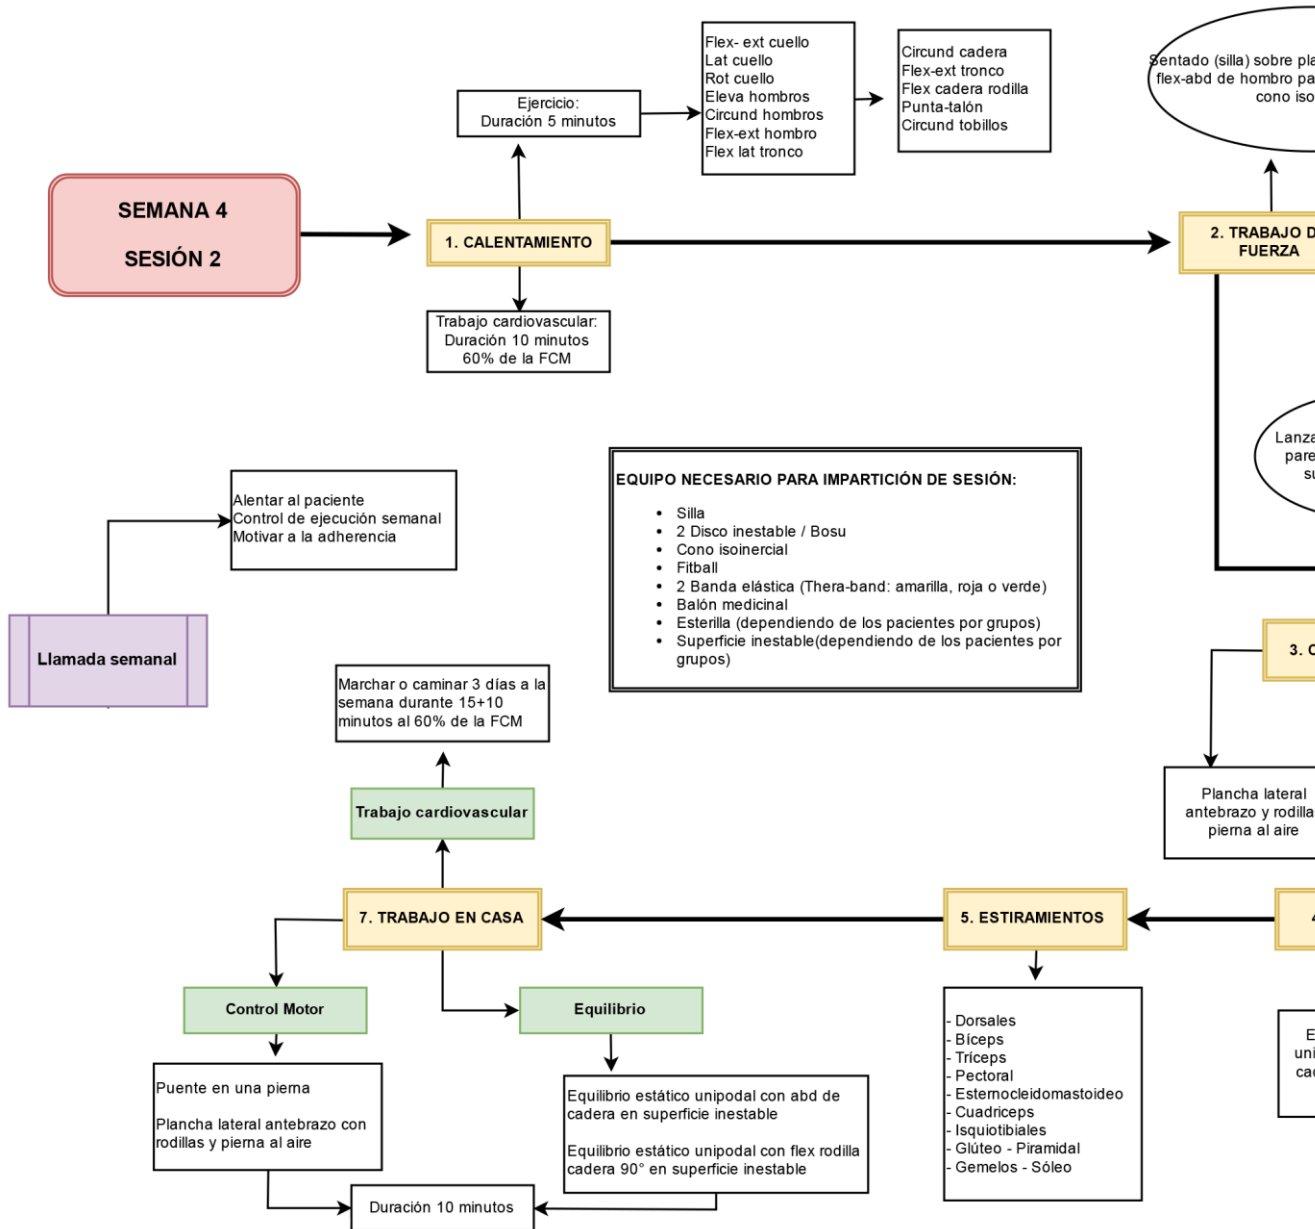 SEMANA 4
SESIÓN 2
1. CALENTAMIENTO
Ejercicio:
Duración 5 minutos
Flex- ext cuello
Lat cuello
Rot cuello
Eleva hombros
Circund hombros
Flex-ext hombro
Flex lat tronco
Circund cadera
Flex-ext tronco
Flex cadera rodilla
Punta-talón
Circund tobillos
Trabajo cardiovascular:
Duración 10 minutos
60% de la FCM
Sentado (silla) sobre
flex-abd de hombro
cono
2. TRABAJO
FUERZA
EQUIPO NECESARIO PARA IMPARTICIÓN DE SESIÓN:
• Silla
• 2 Disco inestable / Bosu
• Cono isoinercial
• Fitball
• 2 Banda elástica (Thera-band: amarilla, roja o verde)
• Balón medicinal
• Esterilla (dependiendo de los pacientes por grupos)
• Superficie inestable(dependiendo de los pacientes por
grupos)
Alentar al paciente
Control de ejecución semanal
Motivar a la adherencia
Llamada semanal
3.
Plancha lateral
antebrazo y rodilla
pierna al aire
4
5. ESTIRAMIENTOS
- Dorsales
- Bíceps
- Tríceps
- Pectoral
- Esternocleidomastoideo
- Cuadriceps
- Isquiotibiales
- Glúteo - Piramidal
- Gemelos - Sóleo
7. TRABAJO EN CASA
Trabajo cardiovascular
Marchar o caminar 3 días a la
semana durante 15+10
minutos al 60% de la FCM
Control Motor
Puente en una pierna
Plancha lateral antebrazo con
rodillas y pierna al aire
Equilibrio
Equilibrio estático unipodal con abd de
cadera en superficie inestable
Equilibrio estático unipodal con flex rodilla
cadera 90° en superficie inestable
Duración 10 minutos